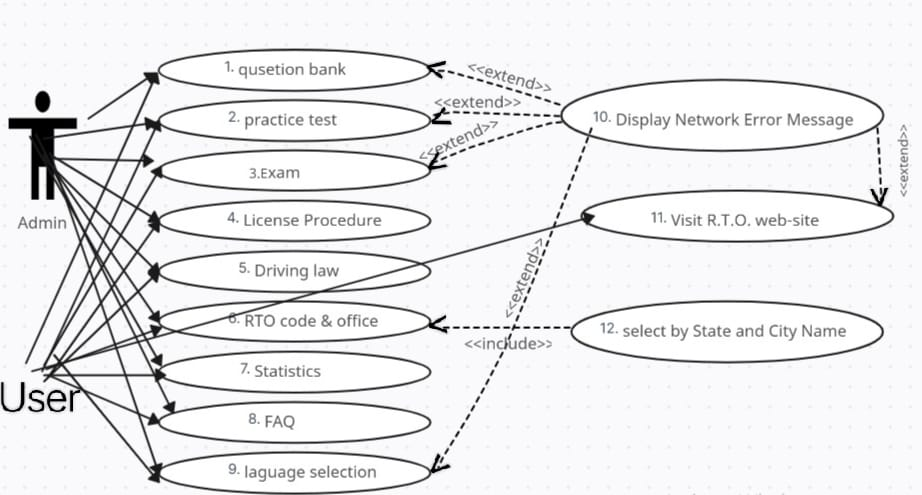 1. qusetion bank
<<extend>>
<<extend>>
2. practice test
10. Display Network Error Message
<<extend>>
<<extend>>
3.Exam
Admin
4. License Procedure
11. Visit R.T.O. web-site
5. Driving law
<<extend>>
6. RTO code & office
12. select by State and City Name
<<include>>
7. Statistics
User
8. FAQ
9. laguage selection